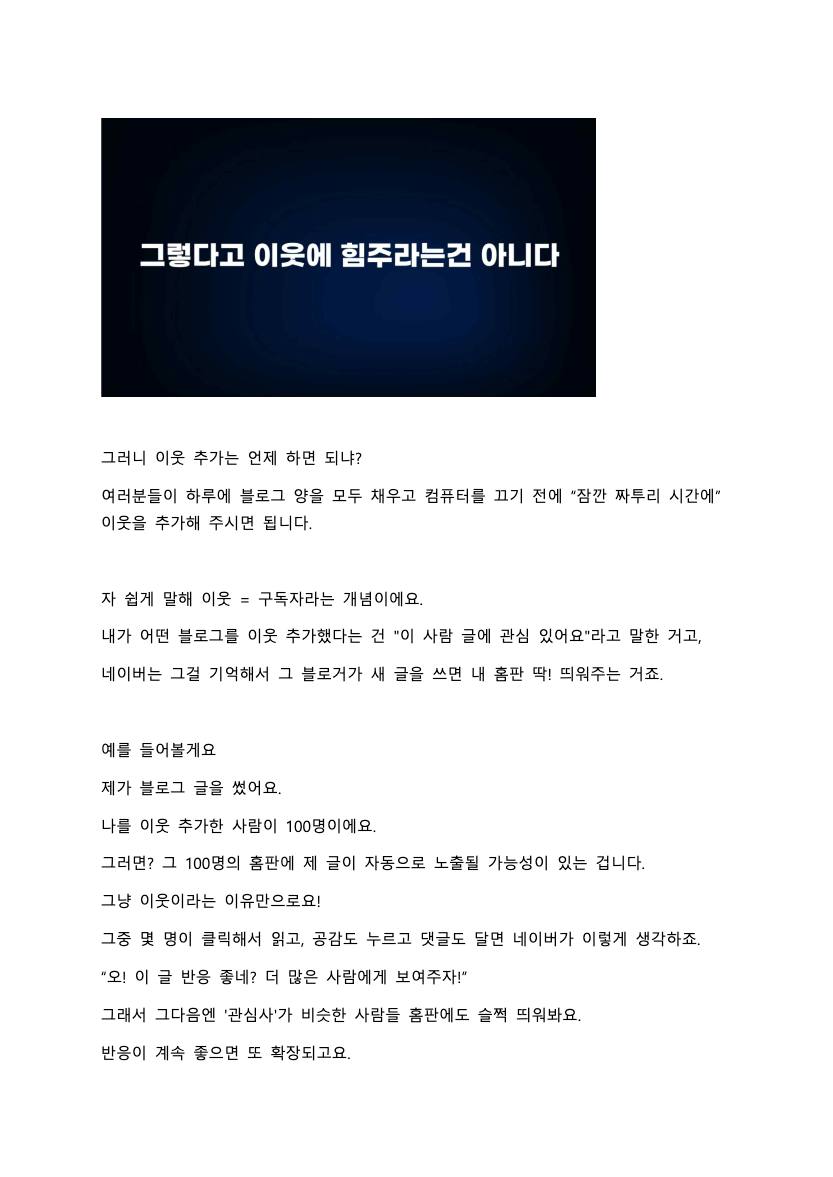 그렇다고 이웃에 힘주라는건 아니다
그러니 이웃 추가는 언제 하면 되냐?
여러분들이 하루에 블로그 양을 모두 채우고 컴퓨터를 끄기 전에 “잠깐 짜투리 시간에”
이웃을 추가해 주시면 됩니다.
자 쉽게 말해 이웃 = 구독자라는 개념이에요.
내가 어떤 블로그를 이웃 추가했다는 건 "이 사람 글에 관심 있어요"라고 말한 거고,
네이버는 그걸 기억해서 그 블로거가 새 글을 쓰면 내 홈판 딱! 띄워주는 거죠.
예를 들어볼게요
제가 블로그 글을 썼어요.
나를 이웃 추가한 사람이 100명이에요.
그러면? 그 100명의 홈판에 제 글이 자동으로 노출될 가능성이 있는 겁니다.
그냥 이웃이라는 이유만으로요!
그중 몇 명이 클릭해서 읽고, 공감도 누르고 댓글도 달면 네이버가 이렇게 생각하죠.
“오! 이 글 반응 좋네? 더 많은 사람에게 보여주자!”
그래서 그다음엔 '관심사'가 비슷한 사람들 홈판에도 슬쩍 띄워봐요.
반응이 계속 좋으면 또 확장되고요.